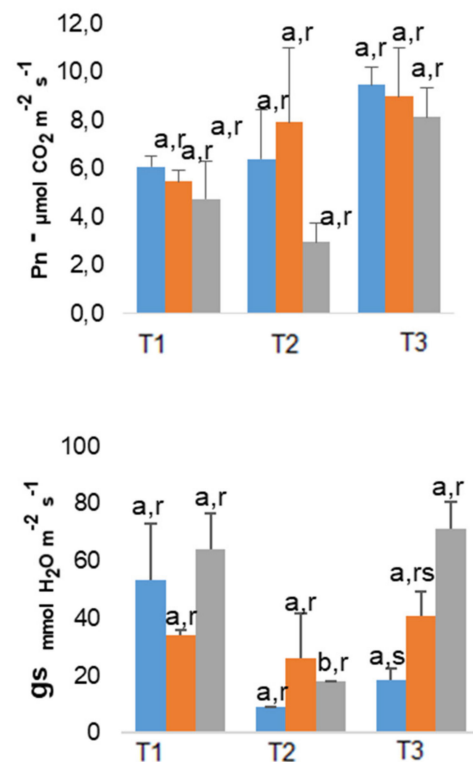 12,0
10,0
8,0
6,0
4,0
2,0
0,0
Pn - µmol CO2 m-2 s-1
a,r a,r a,r
a,r a,r a,r
a,r a,r a,r
T1 T2 T3
100
80
60
40
20
0
gs mmol H2O m-2 s-1
a,r a,r a,r
a,r a,r b,r
a,s a,rs a,r
T1 T2 T3